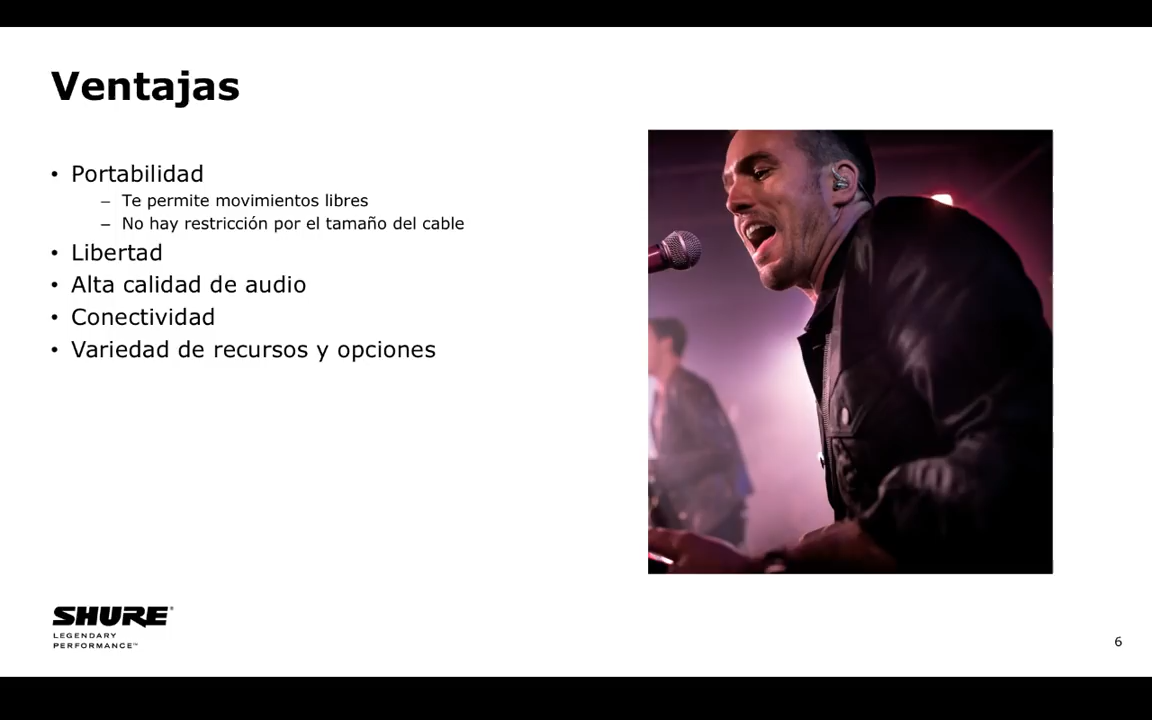 Ventajas
• Portabilidad
– Te permite movimientos libres
– No hay restricción por el tamaño del cable
• Libertad
• Alta calidad de audio
• Conectividad
• Variedad de recursos y opciones
SHURE®
LEGENDARY
PERFORMANCE™
6